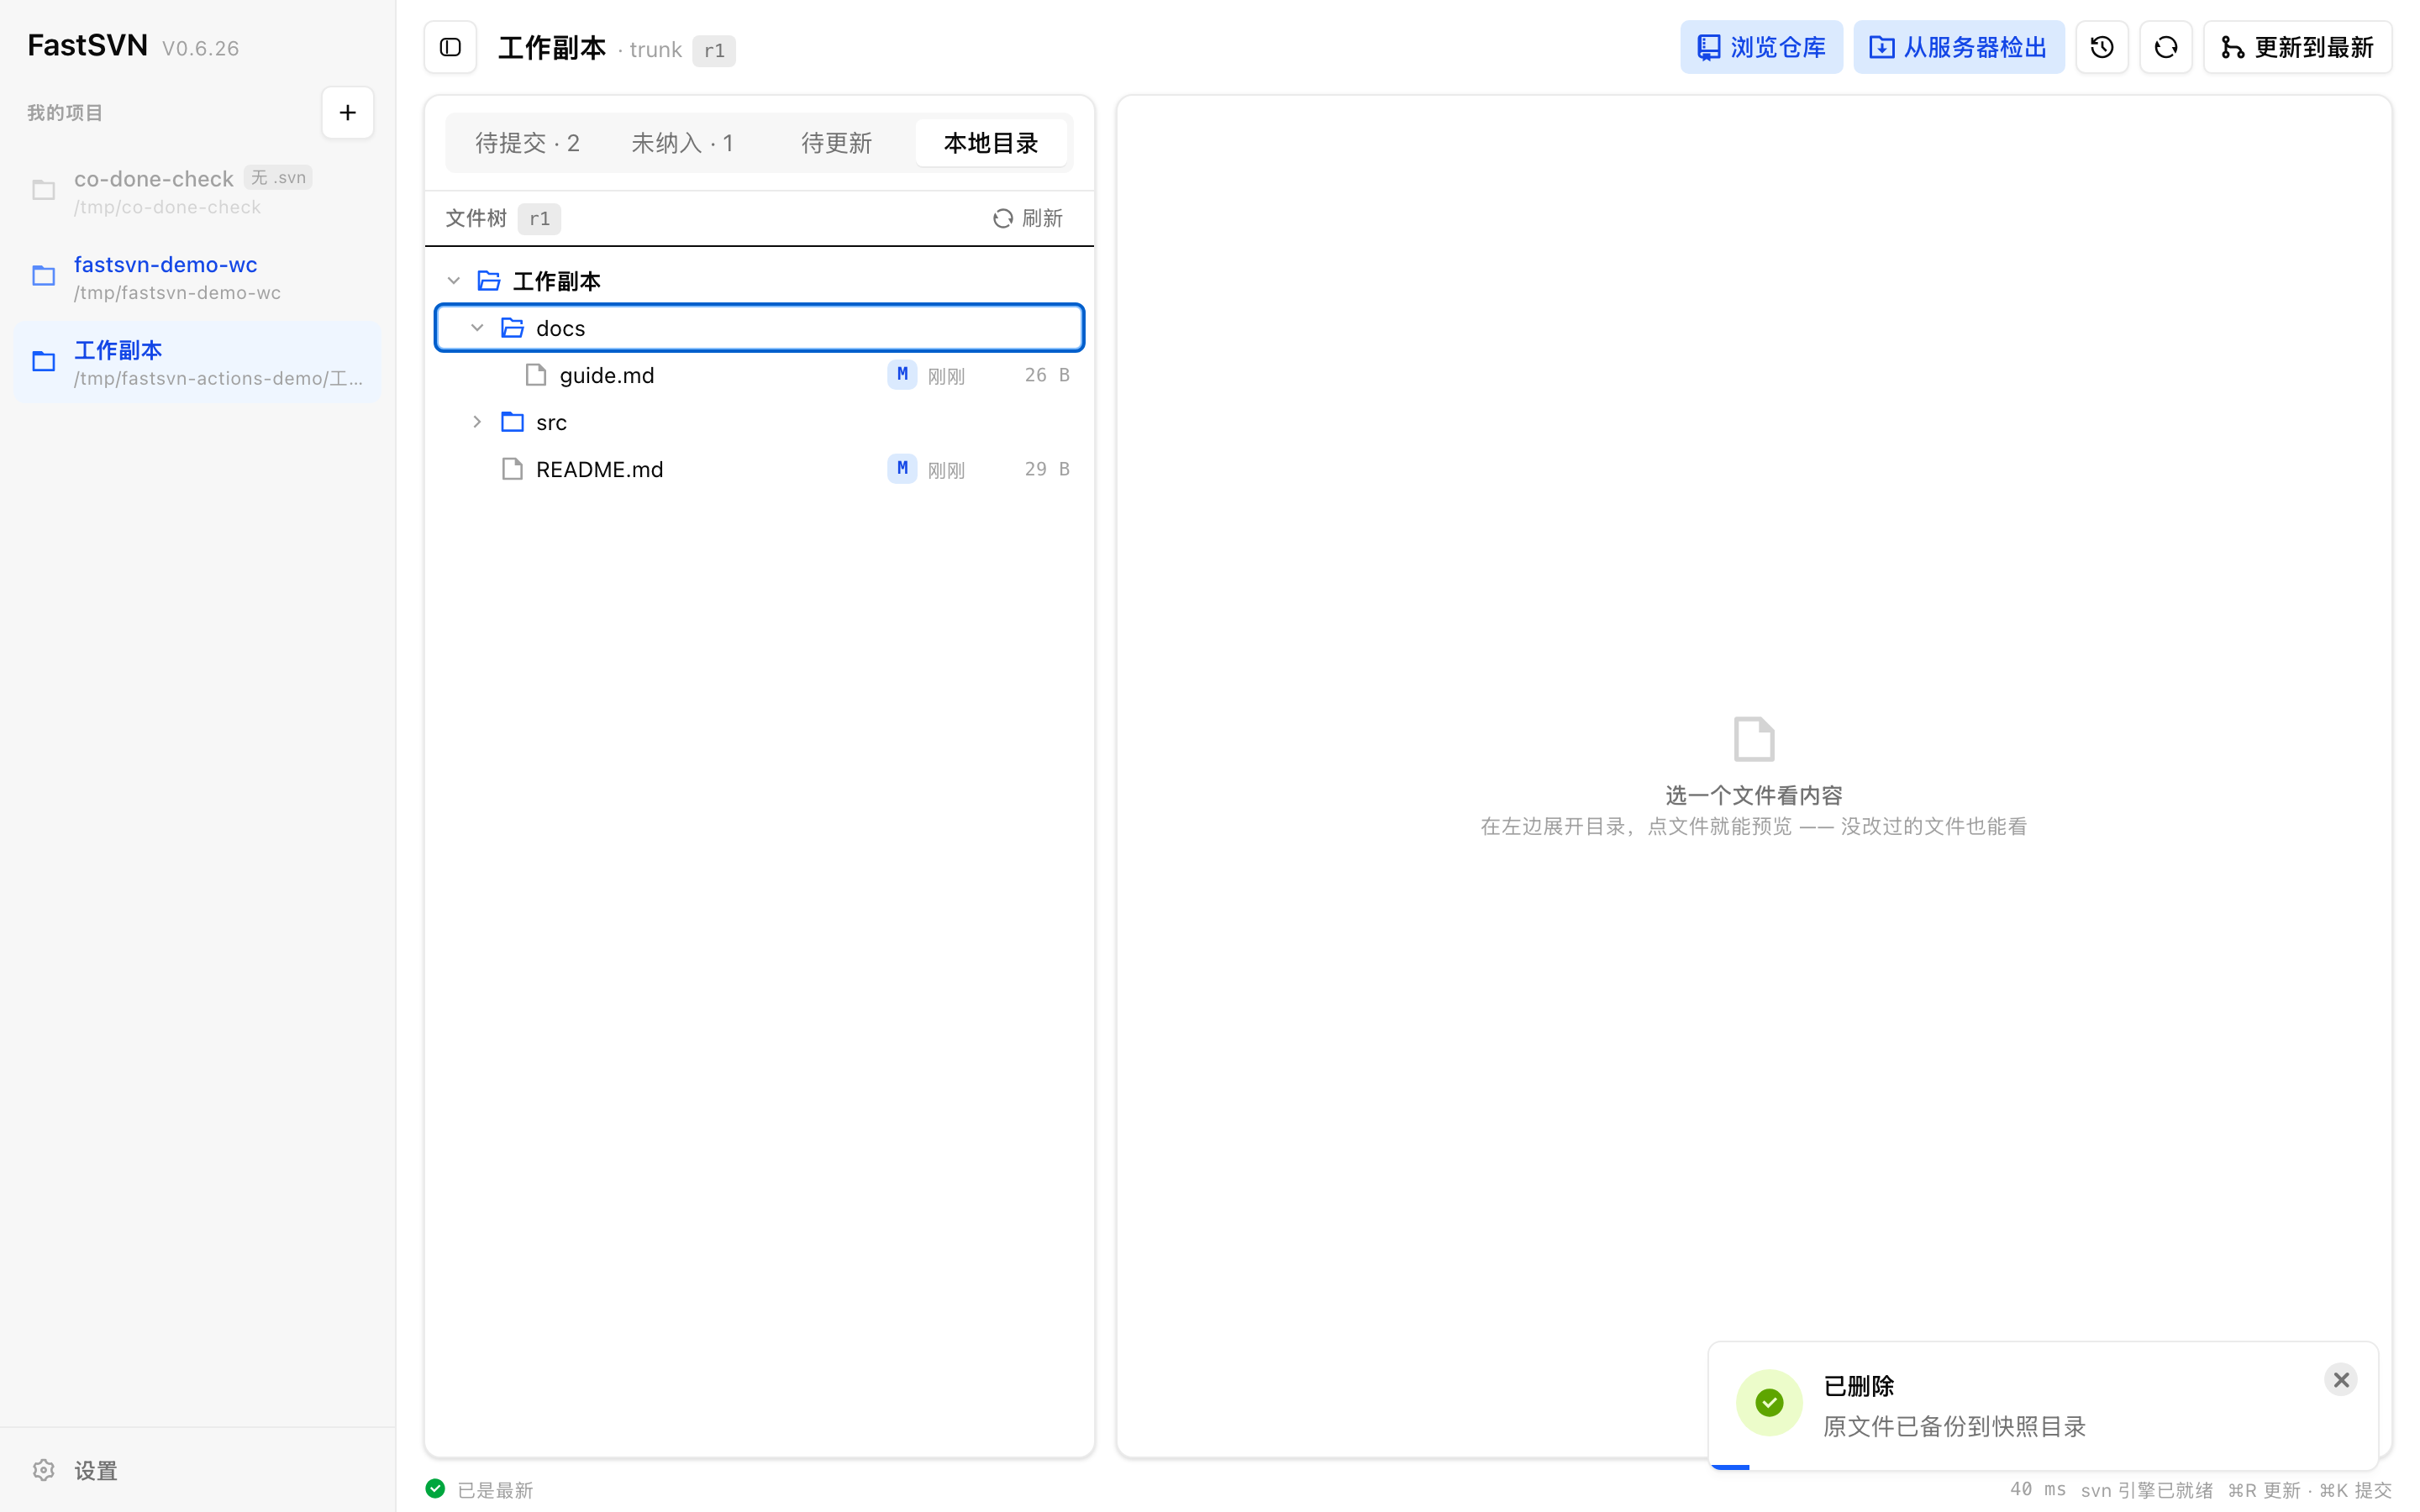 FastSVN V0.6.26
我的项目
co-done-check 无 .svn
/tmp/co-done-check
fastsvn-demo-wc
/tmp/fastsvn-demo-wc
工作副本
/tmp/fastsvn-actions-demo/工...
设置
工作副本 · trunk r1
浏览仓库
从服务器检出
更新到最新
待提交 · 2
未纳入 · 1
待更新
本地目录
文件树 r1
刷新
工作副本
docs
guide.md M 刚刚 26 B
src
README.md M 刚刚 29 B
选一个文件看内容
在左边展开目录，点文件就能预览 —— 没改过的文件也能看
已删除
原文件已备份到快照目录
已是最新
40 ms svn 引擎已就绪 ⌘R 更新 · ⌘K 提交